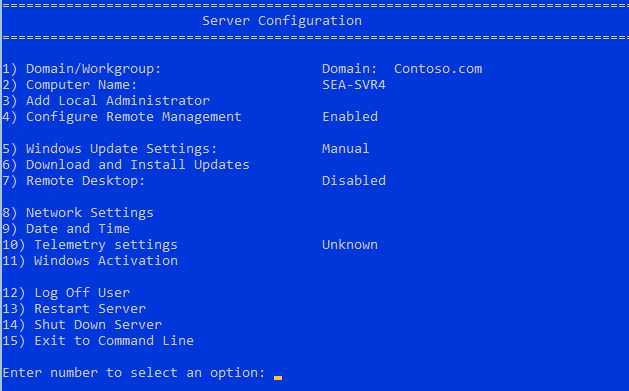 ===============================================================================
Server Configuration
===============================================================================
1) Domain/Workgroup: Domain: Contoso.com
2) Computer Name: SEA-SVR4
3) Add Local Administrator
4) Configure Remote Management Enabled
5) Windows Update Settings: Manual
6) Download and Install Updates
7) Remote Desktop: Disabled
8) Network Settings
9) Date and Time
10) Telemetry settings Unknown
11) Windows Activation
12) Log Off User
13) Restart Server
14) Shut Down Server
15) Exit to Command Line
Enter number to select an option: